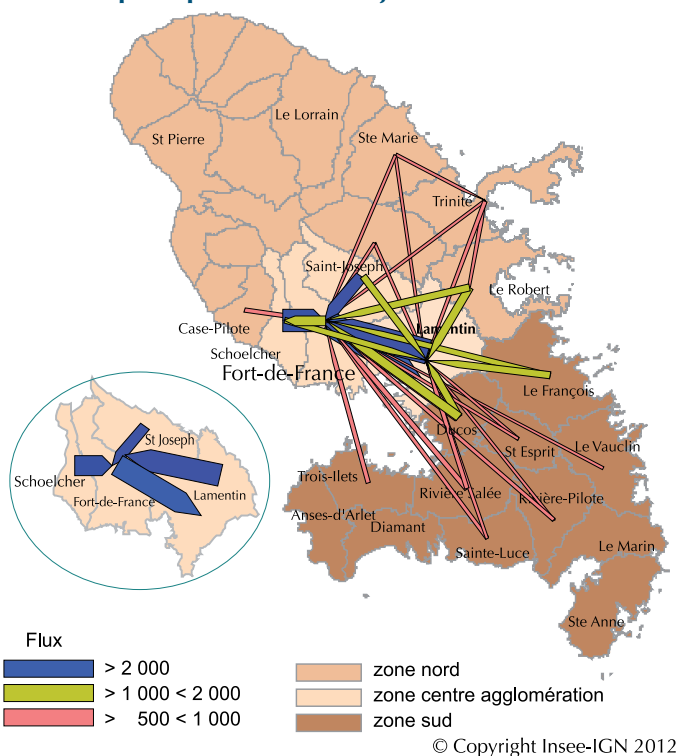 Le Lorrain
Ste Marie
St Pierre
Trinité
Saint-Joseph
Le Robert
Case-Pilote
Lamentin
Schoelcher
Fort-de-France
Le François
Ducos
St Esprit
Le Vauclin
Trois-Ilets
Rivière Salée
Rivière-Pilote
Anses-d'Arlet
Diamant
Sainte-Luce
Le Marin
Ste Anne
St Joseph
Schoelcher
Fort-de-France
Lamentin
Flux
> 2 000
> 1 000 < 2 000
> 500 < 1 000
zone nord
zone centre agglomération
zone sud
© Copyright Insee-IGN 2012